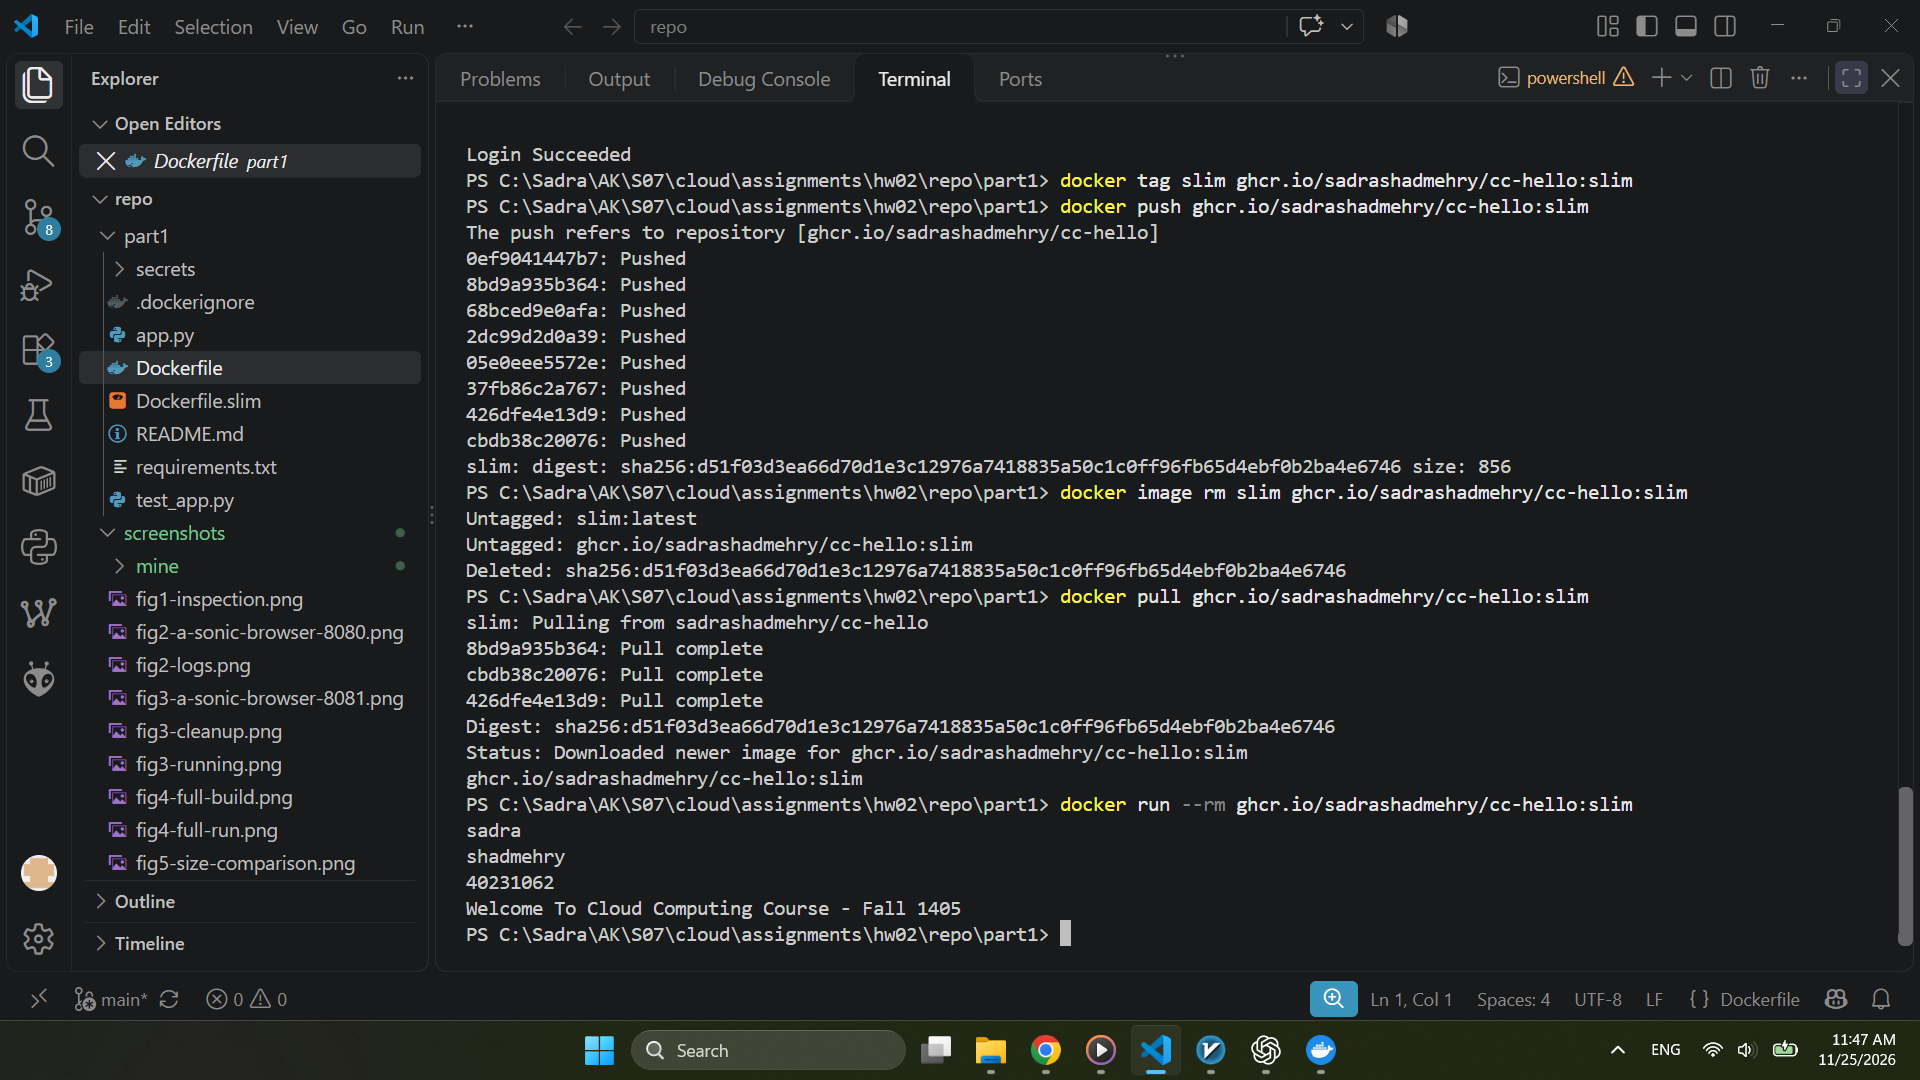 File Edit Selection View Go Run ···
repo
Explorer
Open Editors
Dockerfile part1
repo
part1
secrets
.dockerignore
app.py
Dockerfile
Dockerfile.slim
README.md
requirements.txt
test_app.py
screenshots
mine
fig1-inspection.png
fig2-a-sonic-browser-8080.png
fig2-logs.png
fig3-a-sonic-browser-8081.png
fig3-cleanup.png
fig3-running.png
fig4-full-build.png
fig4-full-run.png
fig5-size-comparison.png
Outline
Timeline
8
3
Problems Output Debug Console Terminal Ports
powershell
Login Succeeded
PS C:\Sadra\AK\S07\cloud\assignments\hw02\repo\part1> docker tag slim ghcr.io/sadrashadmehry/cc-hello:slim
PS C:\Sadra\AK\S07\cloud\assignments\hw02\repo\part1> docker push ghcr.io/sadrashadmehry/cc-hello:slim
The push refers to repository [ghcr.io/sadrashadmehry/cc-hello]
0ef9041447b7: Pushed
8bd9a935b364: Pushed
68bced9e0afa: Pushed
2dc99d2d0a39: Pushed
05e0eee5572e: Pushed
37fb86c2a767: Pushed
426dfe4e13d9: Pushed
cbdb38c20076: Pushed
slim: digest: sha256:d51f03d3ea66d70d1e3c12976a7418835a50c1c0ff96fb65d4ebf0b2ba4e6746 size: 856
PS C:\Sadra\AK\S07\cloud\assignments\hw02\repo\part1> docker image rm slim ghcr.io/sadrashadmehry/cc-hello:slim
Untagged: slim:latest
Untagged: ghcr.io/sadrashadmehry/cc-hello:slim
Deleted: sha256:d51f03d3ea66d70d1e3c12976a7418835a50c1c0ff96fb65d4ebf0b2ba4e6746
PS C:\Sadra\AK\S07\cloud\assignments\hw02\repo\part1> docker pull ghcr.io/sadrashadmehry/cc-hello:slim
slim: Pulling from sadrashadmehry/cc-hello
8bd9a935b364: Pull complete
cbdb38c20076: Pull complete
426dfe4e13d9: Pull complete
Digest: sha256:d51f03d3ea66d70d1e3c12976a7418835a50c1c0ff96fb65d4ebf0b2ba4e6746
Status: Downloaded newer image for ghcr.io/sadrashadmehry/cc-hello:slim
ghcr.io/sadrashadmehry/cc-hello:slim
PS C:\Sadra\AK\S07\cloud\assignments\hw02\repo\part1> docker run --rm ghcr.io/sadrashadmehry/cc-hello:slim
sadra
shadmehry
40231062
Welcome To Cloud Computing Course - Fall 1405
PS C:\Sadra\AK\S07\cloud\assignments\hw02\repo\part1>
main* 0 0 Ln 1, Col 1 Spaces: 4 UTF-8 LF { } Dockerfile
Search ENG 11:47 AM
11/25/2026